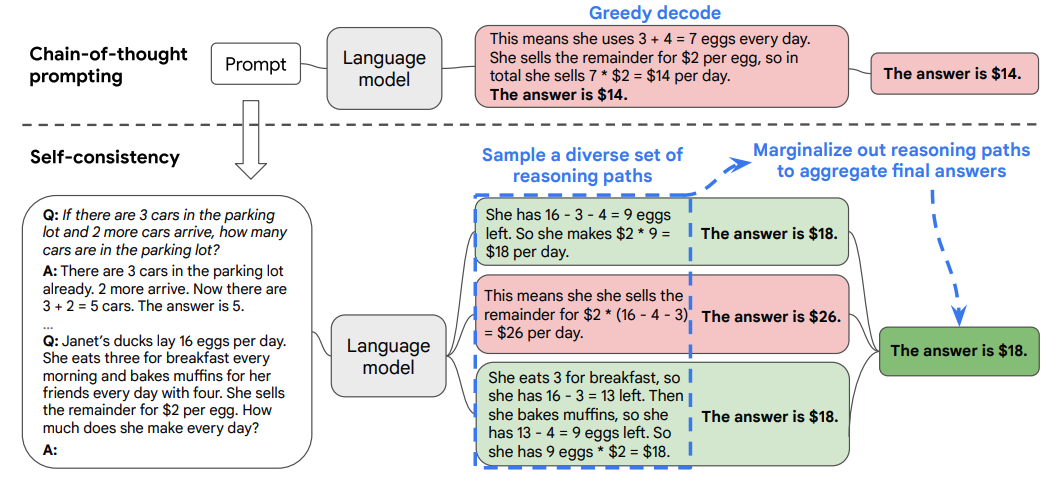 Greedy decode
Chain-of-thought
prompting
Prompt
Language
model
This means she uses 3 + 4 = 7 eggs every day.
She sells the remainder for $2 per egg, so in
total she sells 7 * $2 = $14 per day.
The answer is $14.
The answer is $14.
Self-consistency
Sample a diverse set of
reasoning paths
Marginalize out reasoning paths
to aggregate final answers
Q: If there are 3 cars in the parking
lot and 2 more cars arrive, how many
cars are in the parking lot?
A: There are 3 cars in the parking lot
already. 2 more arrive. Now there are
3 + 2 = 5 cars. The answer is 5.
...
Q: Janet's ducks lay 16 eggs per day.
She eats three for breakfast every
morning and bakes muffins for her
friends every day with four. She sells
the remainder for $2 per egg. How
much does she make every day?
A:
Language
model
She has 16 - 3 - 4 = 9 eggs
left. So she makes $2 * 9 =
$18 per day.
The answer is $18.
This means she she sells the
remainder for $2 * (16 - 4 - 3)
= $26 per day.
The answer is $26.
She eats 3 for breakfast, so
she has 16 - 3 = 13 left. Then
she bakes muffins, so she
has 13 - 4 = 9 eggs left. So
she has 9 eggs * $2 = $18.
The answer is $18.
The answer is $18.